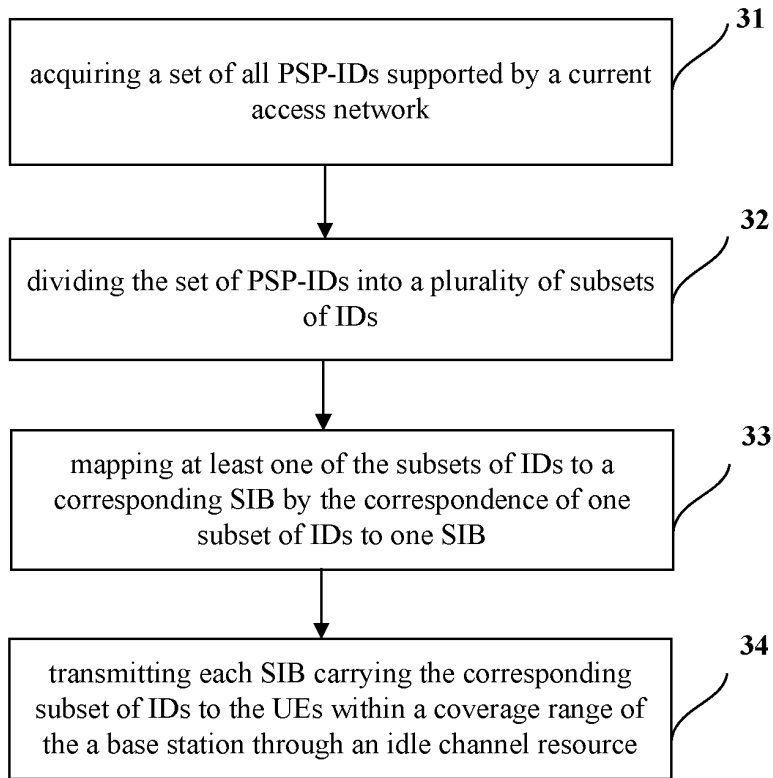 31
acquiring a set of all PSP-IDs supported by a current
access network
32
dividing the set of PSP-IDs into a plurality of subsets
of IDs
33
mapping at least one of the subsets of IDs to a
corresponding SIB by the correspondence of one
subset of IDs to one SIB
34
transmitting each SIB carrying the corresponding
subset of IDs to the UEs within a coverage range of
the a base station through an idle channel resource